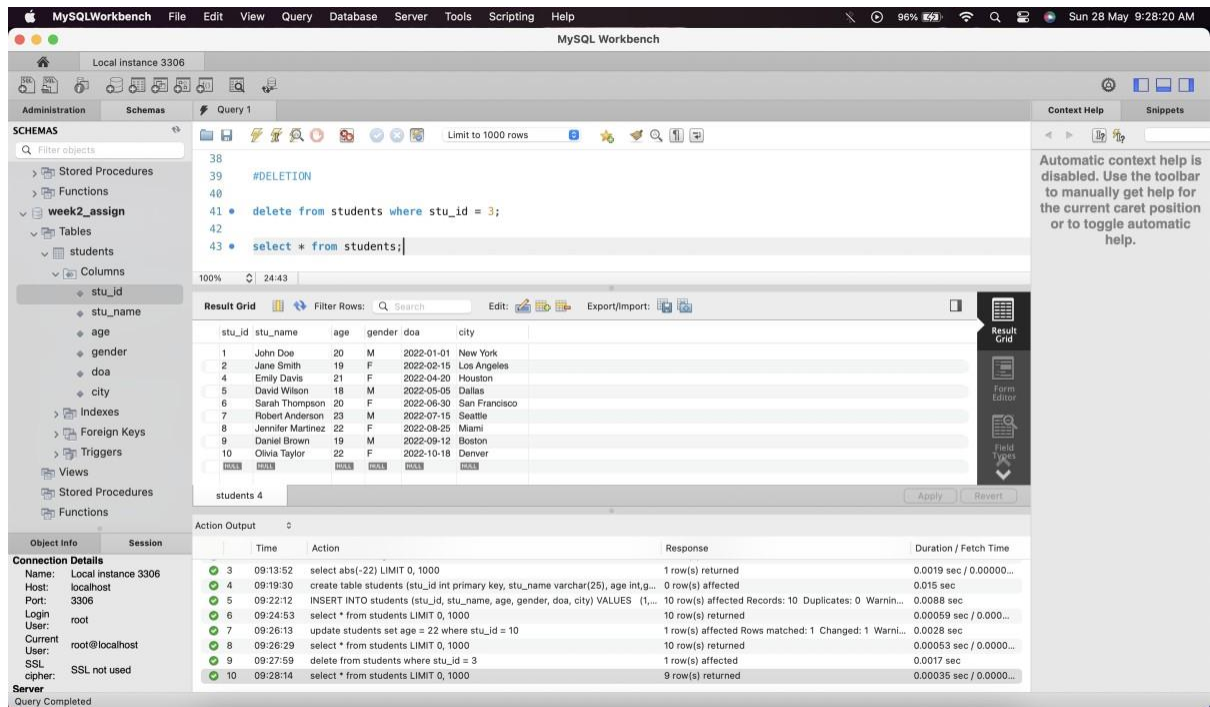 MySQLWorkbench File Edit View Query Database Server Tools Scripting Help 96% Sun 28 May 9:28:20 AM
MySQL Workbench
Local instance 3306
Administration Schemas Query 1 Context Help Snippets
SCHEMAS
Filter objects
Stored Procedures
Functions
week2_assign
Tables
students
Columns
stu_id
stu_name
age
gender
doa
city
Indexes
Foreign Keys
Triggers
Views
Stored Procedures
Functions
Object Info Session
Connection Details
Name: Local instance 3306
Host: localhost
Port: 3306
Login User: root
Current User: root@localhost
SSL cipher: SSL not used
Server
Query Completed
Limit to 1000 rows
38
39 #DELETION
40
41 delete from students where stu_id = 3;
42
43 select * from students;
100% 24:43
Result Grid Filter Rows: Search Edit: Export/Import:
stu_id stu_name age gender doa city
1 John Doe 20 M 2022-01-01 New York
2 Jane Smith 19 F 2022-02-15 Los Angeles
4 Emily Davis 21 F 2022-04-20 Houston
5 David Wilson 18 M 2022-05-05 Dallas
6 Sarah Thompson 20 F 2022-06-30 San Francisco
7 Robert Anderson 23 M 2022-07-15 Seattle
8 Jennifer Martinez 22 F 2022-08-25 Miami
9 Daniel Brown 19 M 2022-09-12 Boston
10 Olivia Taylor 22 F 2022-10-18 Denver
NULL NULL NULL NULL NULL NULL
Result
Grid
Form
Editor
Field
Types
students 4 Apply Revert
Action Output
Time Action Response Duration / Fetch Time
3 09:13:52 select abs(-22) LIMIT 0, 1000 1 row(s) returned 0.0019 sec / 0.00000...
4 09:19:30 create table students (stu_id int primary key, stu_name varchar(25), age int,g... 0 row(s) affected 0.015 sec
5 09:22:12 INSERT INTO students (stu_id, stu_name, age, gender, doa, city) VALUES (1,... 10 row(s) affected Records: 10 Duplicates: 0 Warnin... 0.0088 sec
6 09:24:53 select * from students LIMIT 0, 1000 10 row(s) returned 0.00059 sec / 0.000...
7 09:26:13 update students set age = 22 where stu_id = 10 1 row(s) affected Rows matched: 1 Changed: 1 Warni... 0.0028 sec
8 09:26:29 select * from students LIMIT 0, 1000 10 row(s) returned 0.00053 sec / 0.0000...
9 09:27:59 delete from students where stu_id = 3 1 row(s) affected 0.0017 sec
10 09:28:14 select * from students LIMIT 0, 1000 9 row(s) returned 0.00035 sec / 0.0000...
Automatic context help is
disabled. Use the toolbar
to manually get help for
the current caret position
or to toggle automatic
help.